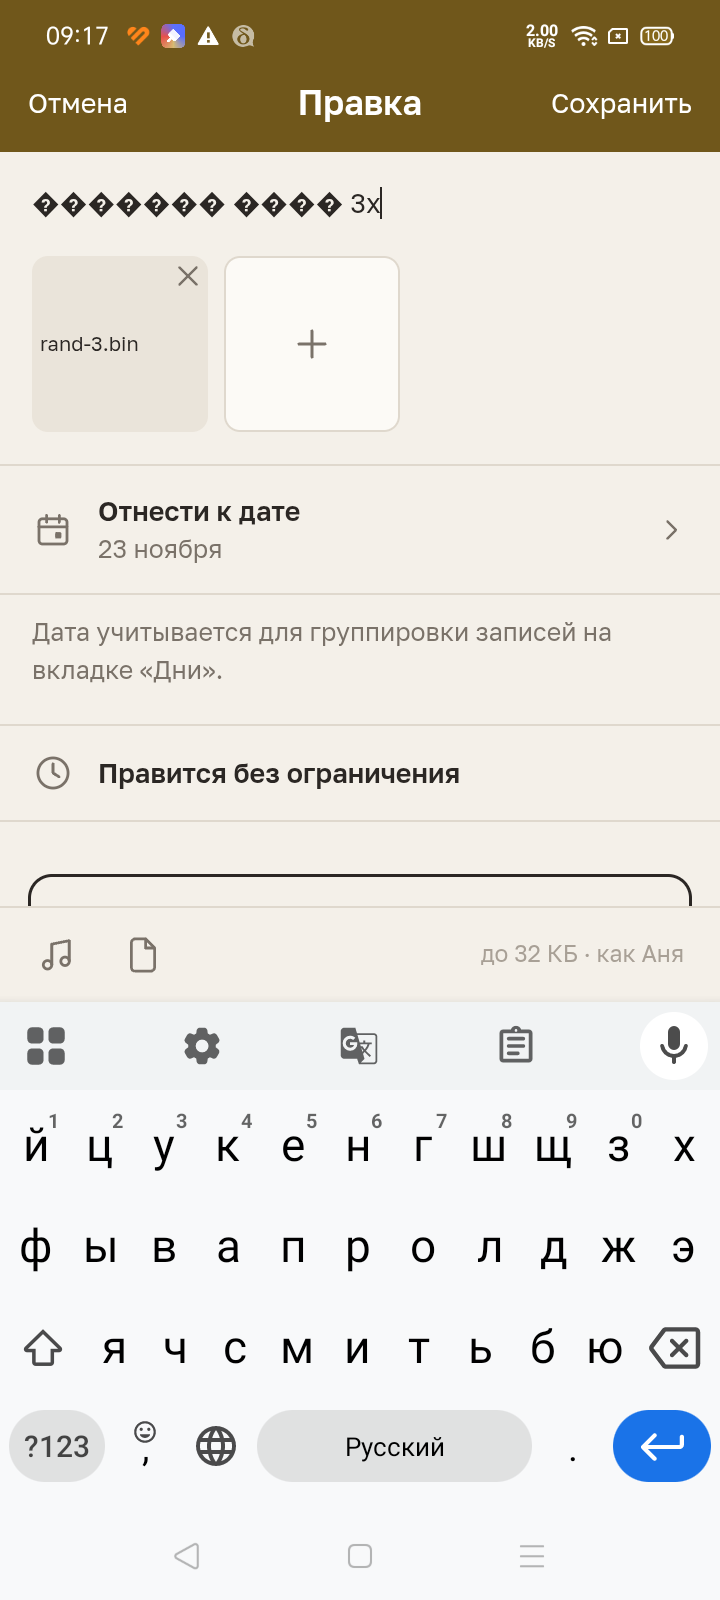 09:17
2.00
KB/S
100
Отмена
Правка
Сохранить
������� ���� 3x
rand-3.bin
Отнести к дате
23 ноября
Дата учитывается для группировки записей на
вкладке «Дни».
Правится без ограничения
до 32 КБ · как Аня
й1 ц2 у3 к4 е5 н6 г7 ш8 щ9 з0 х
ф ы в а п р о л д ж э
я ч с м и т ь б ю
?123 , Русский .